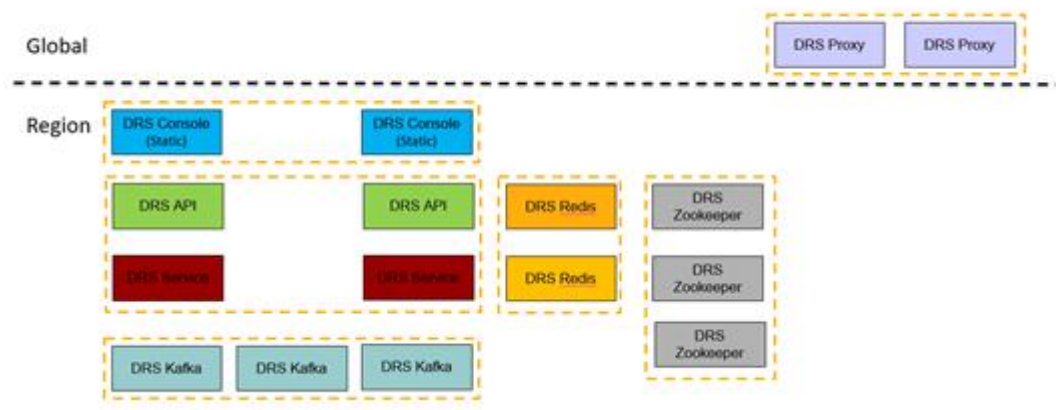 Global
DRS Proxy
DRS Proxy
Region
DRS Console
(Static)
DRS Console
(Static)
DRS API
DRS API
DRS Redis
DRS
Zookeeper
DRS Service
DRS Service
DRS Redis
DRS
Zookeeper
DRS
Zookeeper
DRS Kafka
DRS Kafka
DRS Kafka